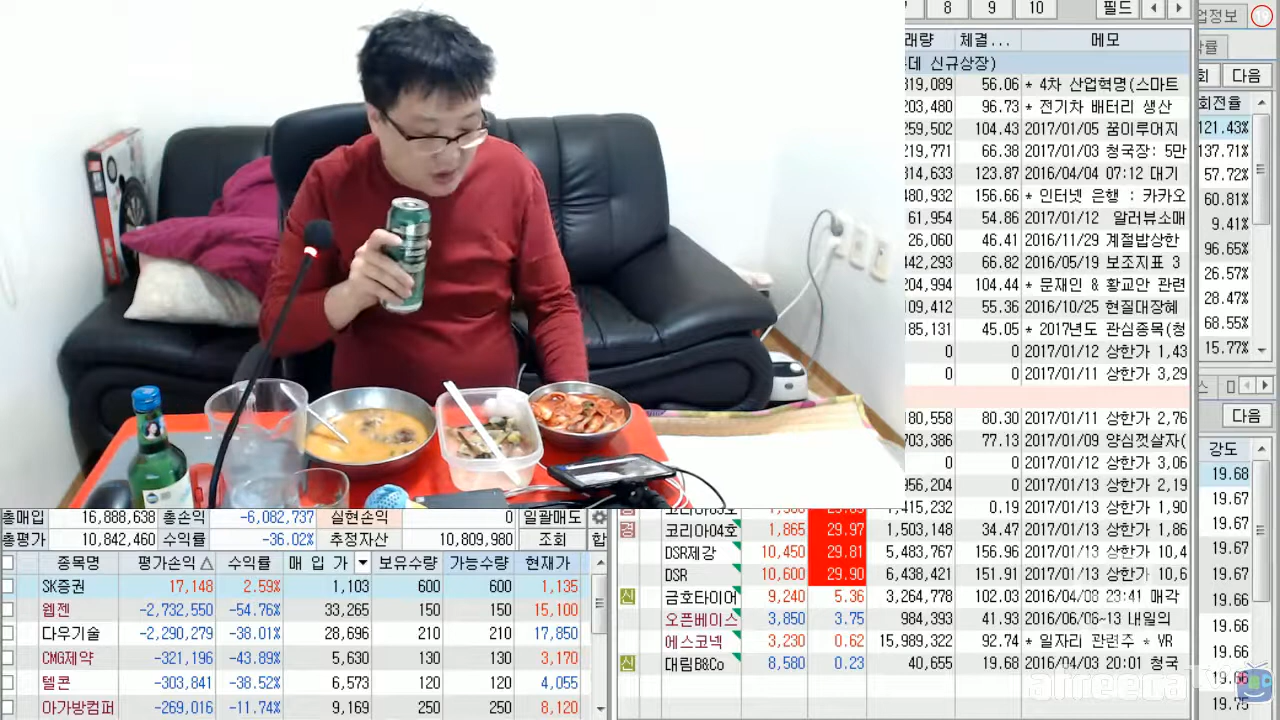 7 8 9 10 필드
업정보 19
래량 체결... 메모
데 신규상장)
319,089 56.06 * 4차 산업혁명(스마트
다음
203,480 96.73 * 전기차 배터리 생산
회전율
259,502 104.43 2017/01/05 꿈이루어지
121.43%
219,771 66.38 2017/01/03 청국장: 5만
137.71%
314,633 123.87 2016/04/04 07:12 대기
57.72%
480,932 156.66 * 인터넷 은행 : 카카오
60.81%
61,954 54.86 2017/01/12 알러뷰소매
9.41%
26,060 46.41 2016/11/29 계절밥상한
96.65%
442,293 66.82 2016/05/19 보조지표 3
26.57%
204,994 104.44 * 문재인 & 황교안 관련
28.47%
109,412 55.36 2016/10/25 현질대장혜
68.55%
185,131 45.05 * 2017년도 관심종목(청
15.77%
0 0 2017/01/12 상한가 1,43
0 0 2017/01/11 상한가 3,29
다음
180,558 80.30 2017/01/11 상한가 2,76
703,386 77.13 2017/01/09 양심껏살자(
강도
0 0 2017/01/12 상한가 3,06
19.68
956,204 0 2017/01/13 상한가 2,19
19.67
1,415,232 0.19 2017/01/13 상한가 1,90
19.67
코리아04호 1,865 29.97 1,503,148 34.47 2017/01/13 상한가 1,86
19.67
DSR제강 10,450 29.81 5,483,767 156.96 2017/01/13 상한가 10,4
19.67
DSR 10,600 29.90 6,438,421 151.91 2017/01/13 상한가 10,6
19.66
신 금호타이어 9,240 5.36 3,264,778 102.03 2016/04/08 23:41 매각
오픈베이스 3,850 3.75 984,393 41.93 2016/06/06~13 내일의
19.66
에스코넥 3,230 0.62 15,989,322 92.74 * 일자리 관련주 * VR
19.66
신 대림B&Co 8,580 0.23 40,655 19.68 2016/04/03 20:01 청국
19.66
19.75
총매입 16,888,638 총손익 -6,082,737 실현손익 0 일괄매도
총평가 10,842,460 수익률 -36.02% 추정자산 10,809,980 조회 합
종목명 평가손익△ 수익률 매 입 가 보유수량 가능수량 현재가
SK증권 17,148 2.59% 1,103 600 600 1,135
웹젠 -2,732,550 -54.76% 33,265 150 150 15,100
다우기술 -2,290,279 -38.01% 28,696 210 210 17,850
CMG제약 -321,196 -43.89% 5,630 130 130 3,170
텔콘 -303,841 -38.52% 6,573 120 120 4,055
아가방컴퍼 -269,016 -11.74% 9,169 250 250 8,120
afreecaTV